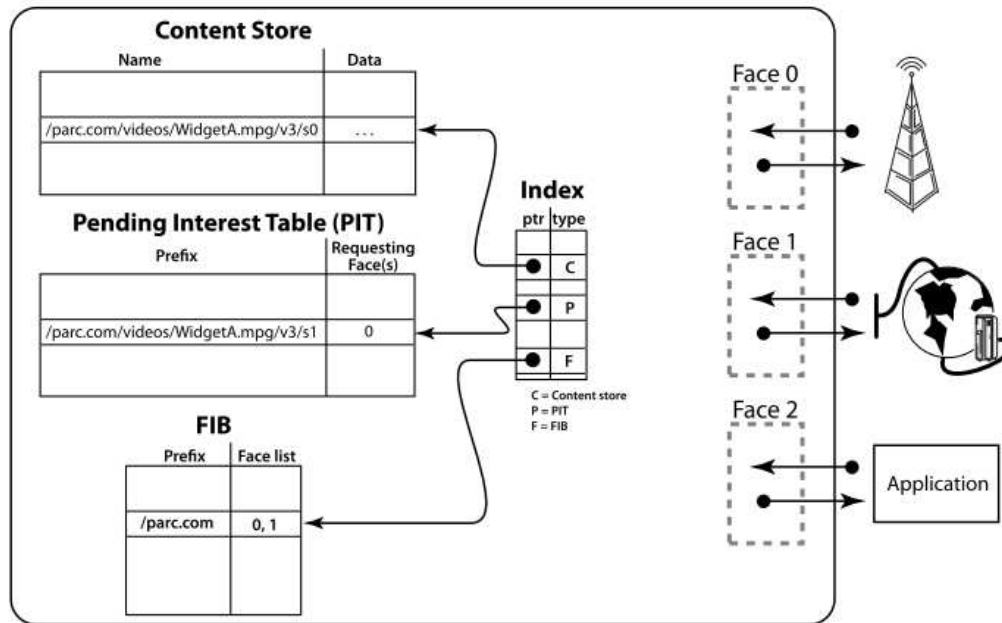 Content Store
Name Data
/parc.com/videos/WidgetA.mpg/v3/s0 ...
Pending Interest Table (PIT)
Prefix Requesting Face(s)
/parc.com/videos/WidgetA.mpg/v3/s1 0
FIB
Prefix Face list
/parc.com 0, 1
Index
ptr type
C
P
F
C = Content store
P = PIT
F = FIB
Face 0
Face 1
Face 2
Application